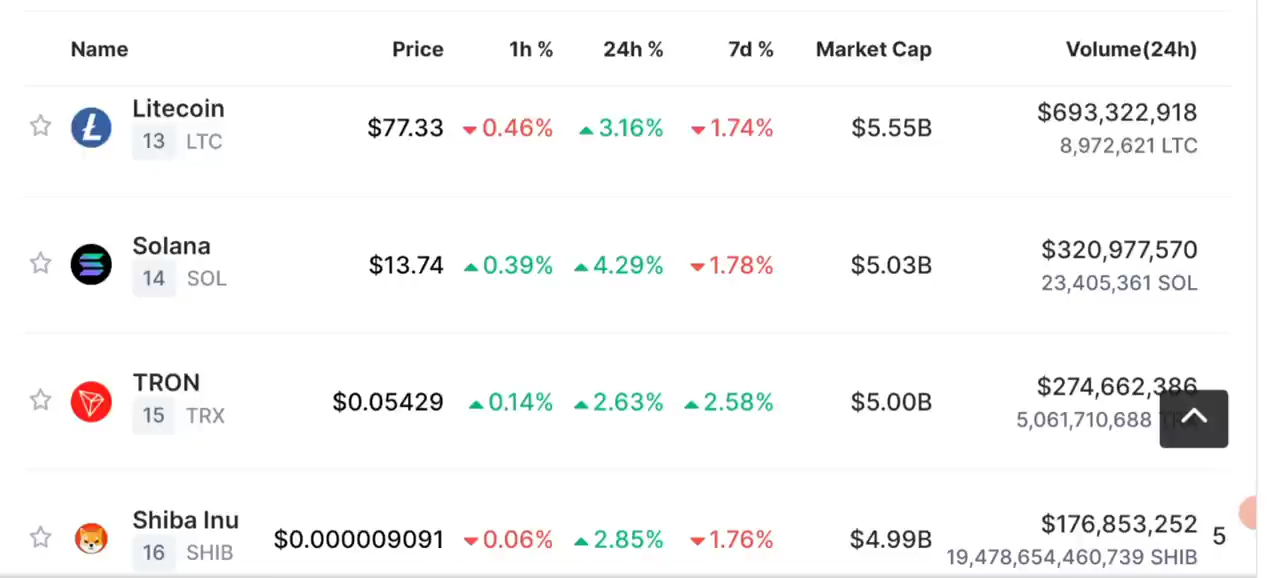 Name Price 1h % 24h % 7d % Market Cap Volume(24h)
Litecoin
13 LTC
$77.33 0.46% 3.16% 1.74% $5.55B
$693,322,918
8,972,621 LTC
Solana
14 SOL
$13.74 0.39% 4.29% 1.78% $5.03B
$320,977,570
23,405,361 SOL
TRON
15 TRX
$0.05429 0.14% 2.63% 2.58% $5.00B
$274,662,386
5,061,710,688 TRX
Shiba Inu
16 SHIB
$0.000009091 0.06% 2.85% 1.76% $4.99B
$176,853,252
19,478,654,460,739 SHIB
5